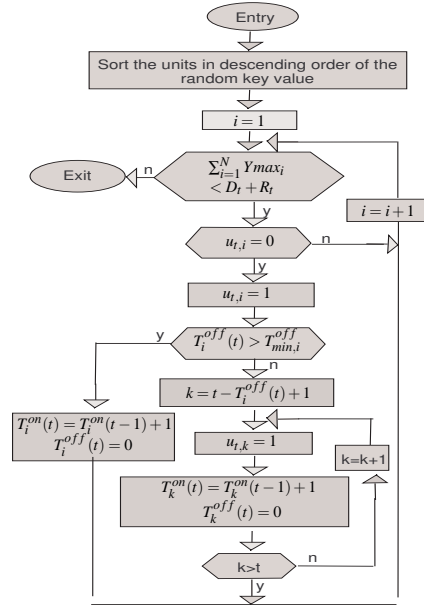 Entry
Sort the units in descending order of the
random key value
i = 1
n
Exit
∑_{i=1}^{N} Ymax_i
< D_t + R_t
y
i = i + 1
u_{t,i} = 0
n
y
u_{t,i} = 1
y
T_i^{off}(t) > T_{min,i}^{off}
n
k = t − T_i^{off}(t) + 1
T_i^{on}(t) = T_i^{on}(t−1) + 1
T_i^{off}(t) = 0
u_{t,k} = 1
k=k+1
T_k^{on}(t) = T_k^{on}(t−1) + 1
T_k^{off}(t) = 0
k>t
n
y